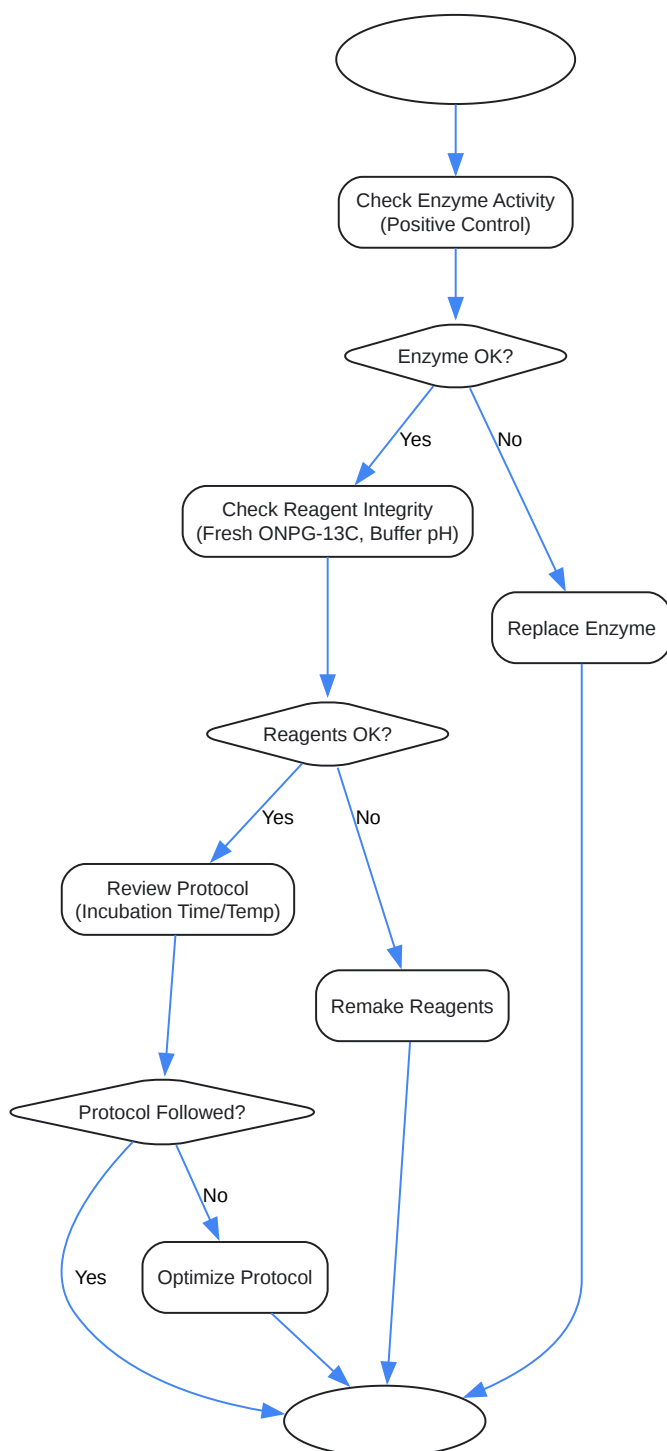 Check Enzyme Activity
(Positive Control)
Enzyme OK?
Yes
No
Check Reagent Integrity
(Fresh ONPG-13C, Buffer pH)
Replace Enzyme
Reagents OK?
Yes
No
Review Protocol
(Incubation Time/Temp)
Remake Reagents
Protocol Followed?
No
Yes
Optimize Protocol